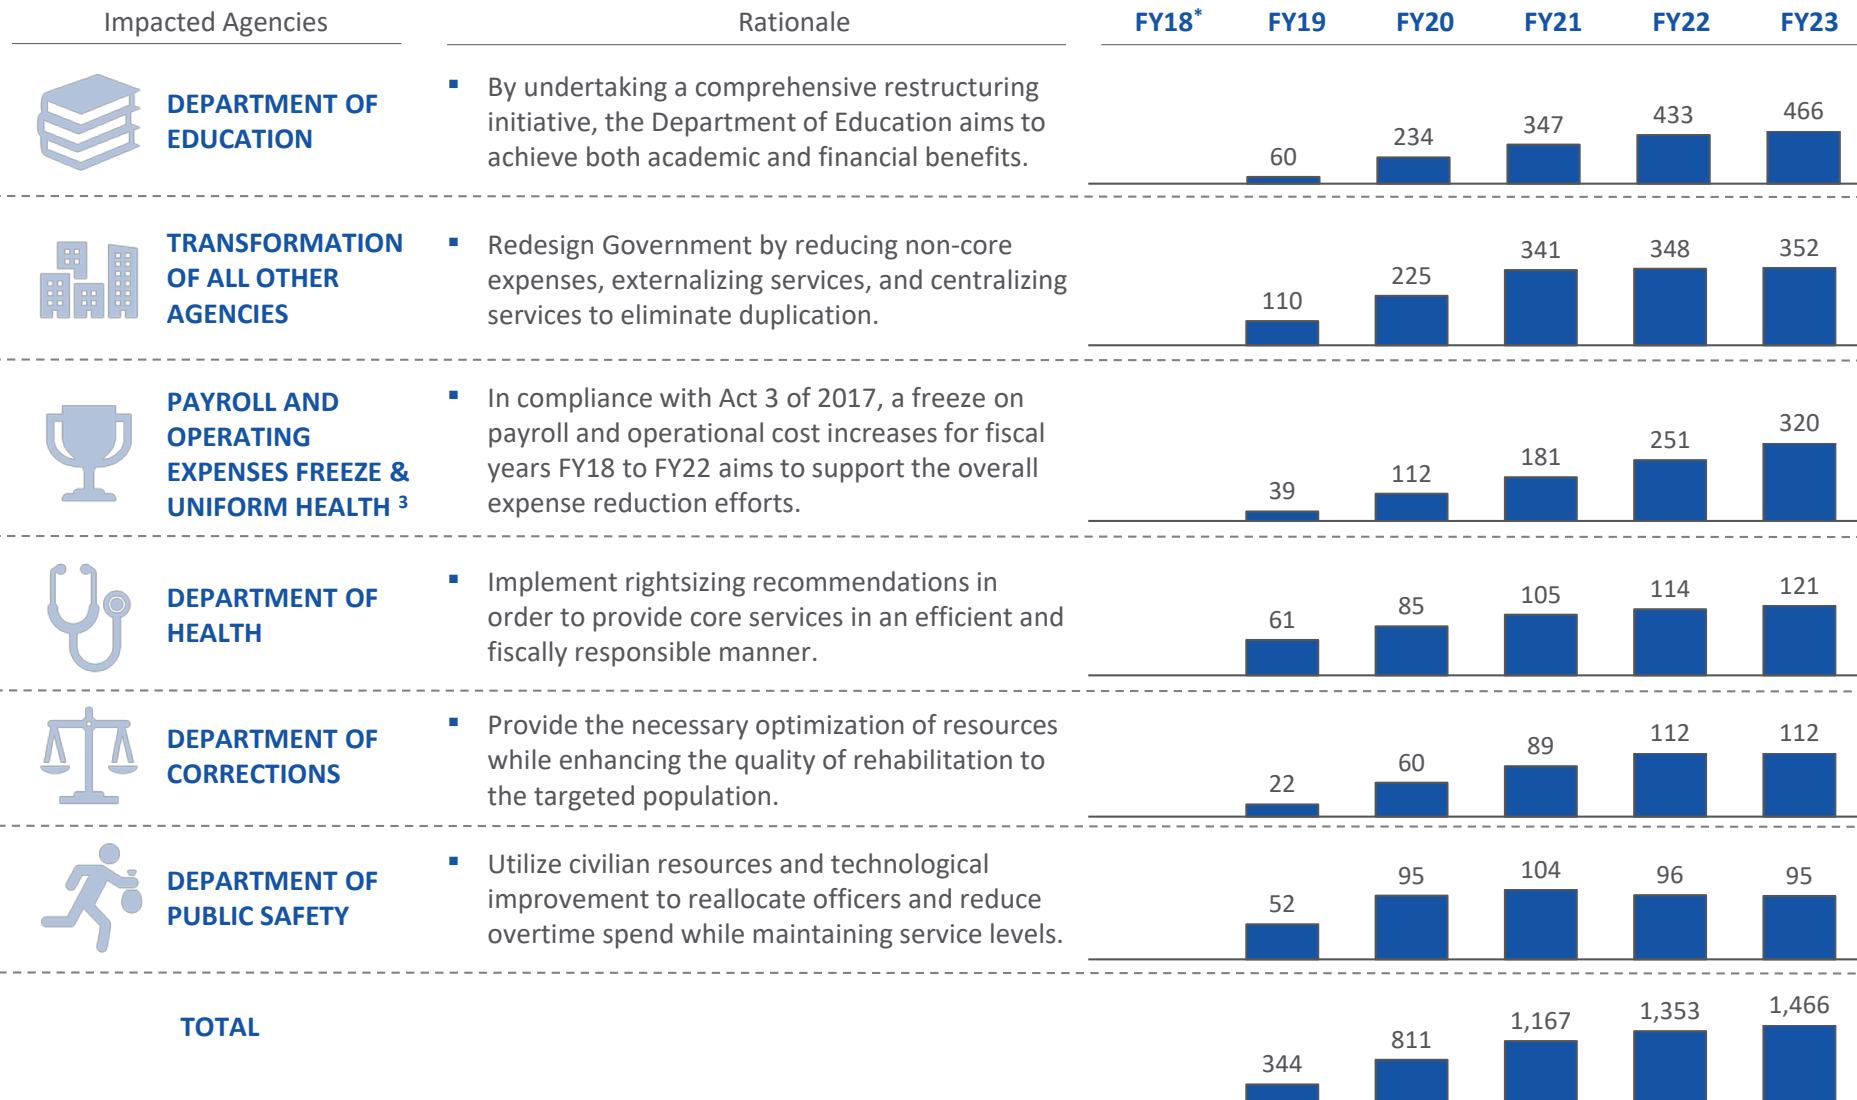 Impacted Agencies
Rationale
FY18* FY19 FY20 FY21 FY22 FY23
DEPARTMENT OF
EDUCATION
▪ By undertaking a comprehensive restructuring
initiative, the Department of Education aims to
achieve both academic and financial benefits.
60 234 347 433 466
TRANSFORMATION
OF ALL OTHER
AGENCIES
▪ Redesign Government by reducing non-core
expenses, externalizing services, and centralizing
services to eliminate duplication.
110 225 341 348 352
PAYROLL AND
OPERATING
EXPENSES FREEZE &
UNIFORM HEALTH 3
▪ In compliance with Act 3 of 2017, a freeze on
payroll and operational cost increases for fiscal
years FY18 to FY22 aims to support the overall
expense reduction efforts.
39 112 181 251 320
DEPARTMENT OF
HEALTH
▪ Implement rightsizing recommendations in
order to provide core services in an efficient and
fiscally responsible manner.
61 85 105 114 121
DEPARTMENT OF
CORRECTIONS
▪ Provide the necessary optimization of resources
while enhancing the quality of rehabilitation to
the targeted population.
22 60 89 112 112
DEPARTMENT OF
PUBLIC SAFETY
▪ Utilize civilian resources and technological
improvement to reallocate officers and reduce
overtime spend while maintaining service levels.
52 95 104 96 95
TOTAL
344 811 1,167 1,353 1,466